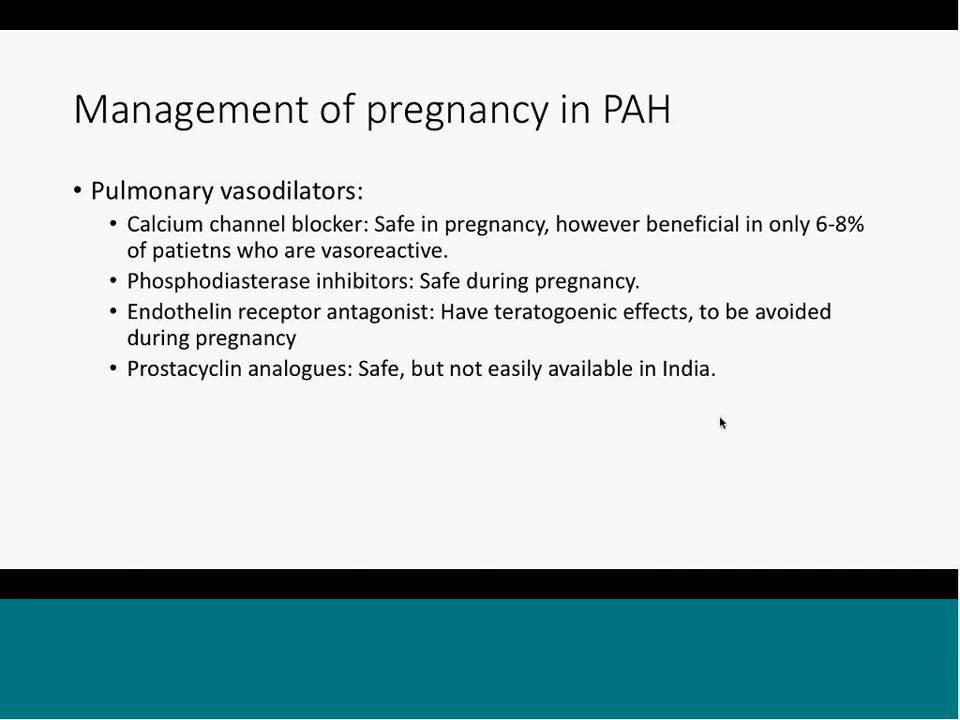 Management of pregnancy in PAH
• Pulmonary vasodilators:
• Calcium channel blocker: Safe in pregnancy, however beneficial in only 6-8%
of patietns who are vasoreactive.
• Phosphodiasterase inhibitors: Safe during pregnancy.
• Endothelin receptor antagonist: Have teratogoenic effects, to be avoided
during pregnancy
• Prostacyclin analogues: Safe, but not easily available in India.